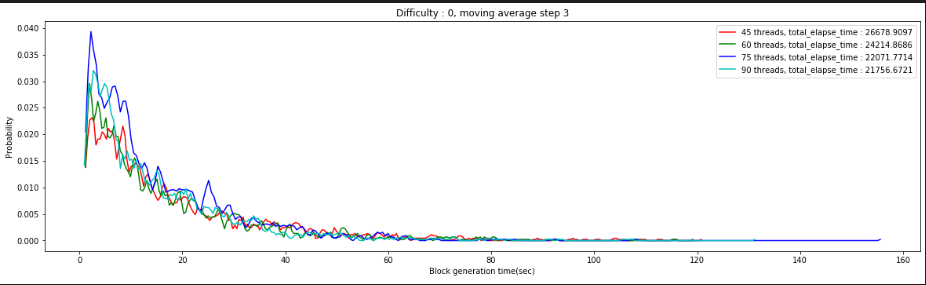 Difficulty : 0, moving average step 3
45 threads, total_elapse_time : 26678.9097
60 threads, total_elapse_time : 24214.8686
75 threads, total_elapse_time : 22071.7714
90 threads, total_elapse_time : 21756.6721
Probability
0.040
0.035
0.030
0.025
0.020
0.015
0.010
0.005
0.000
0 20 40 60 80 100 120 140 160
Block generation time(sec)